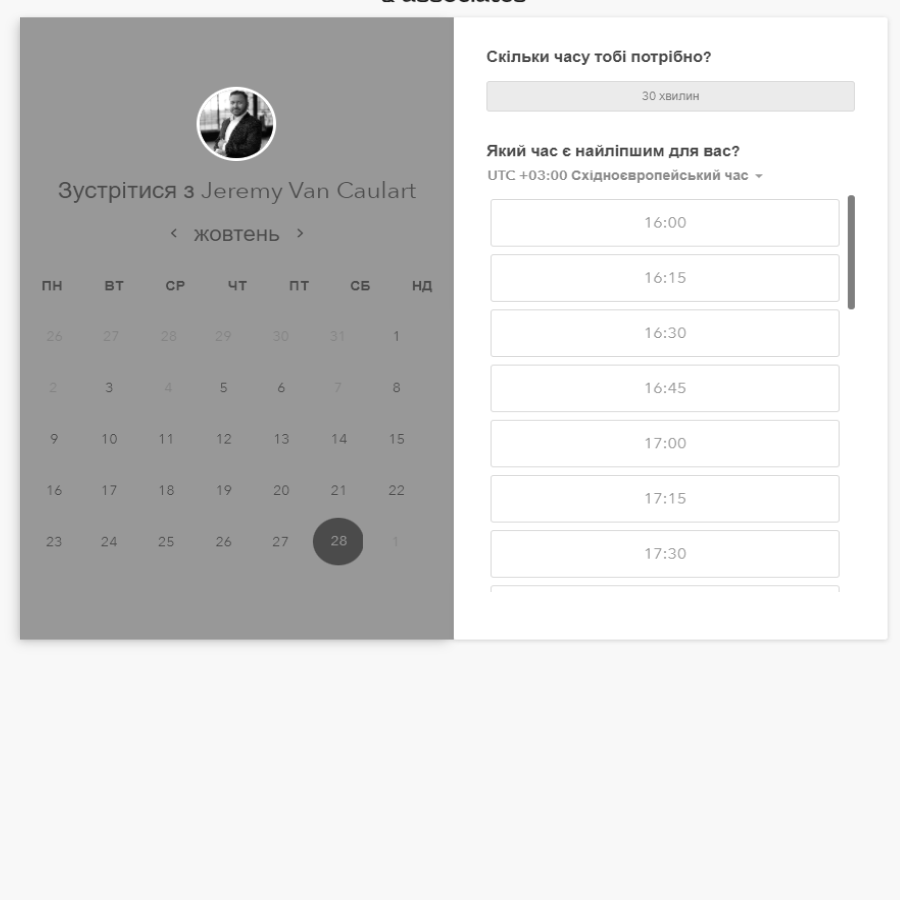 & associates
Зустрітися з Jeremy Van Caulart
‹ жовтень ›
ПН ВТ СР ЧТ ПТ СБ НД
26 27 28 29 30 31 1
2 3 4 5 6 7 8
9 10 11 12 13 14 15
16 17 18 19 20 21 22
23 24 25 26 27 28 1
Скільки часу тобі потрібно?
30 хвилин
Який час є найліпшим для вас?
UTC +03:00 Східноєвропейський час
16:00
16:15
16:30
16:45
17:00
17:15
17:30